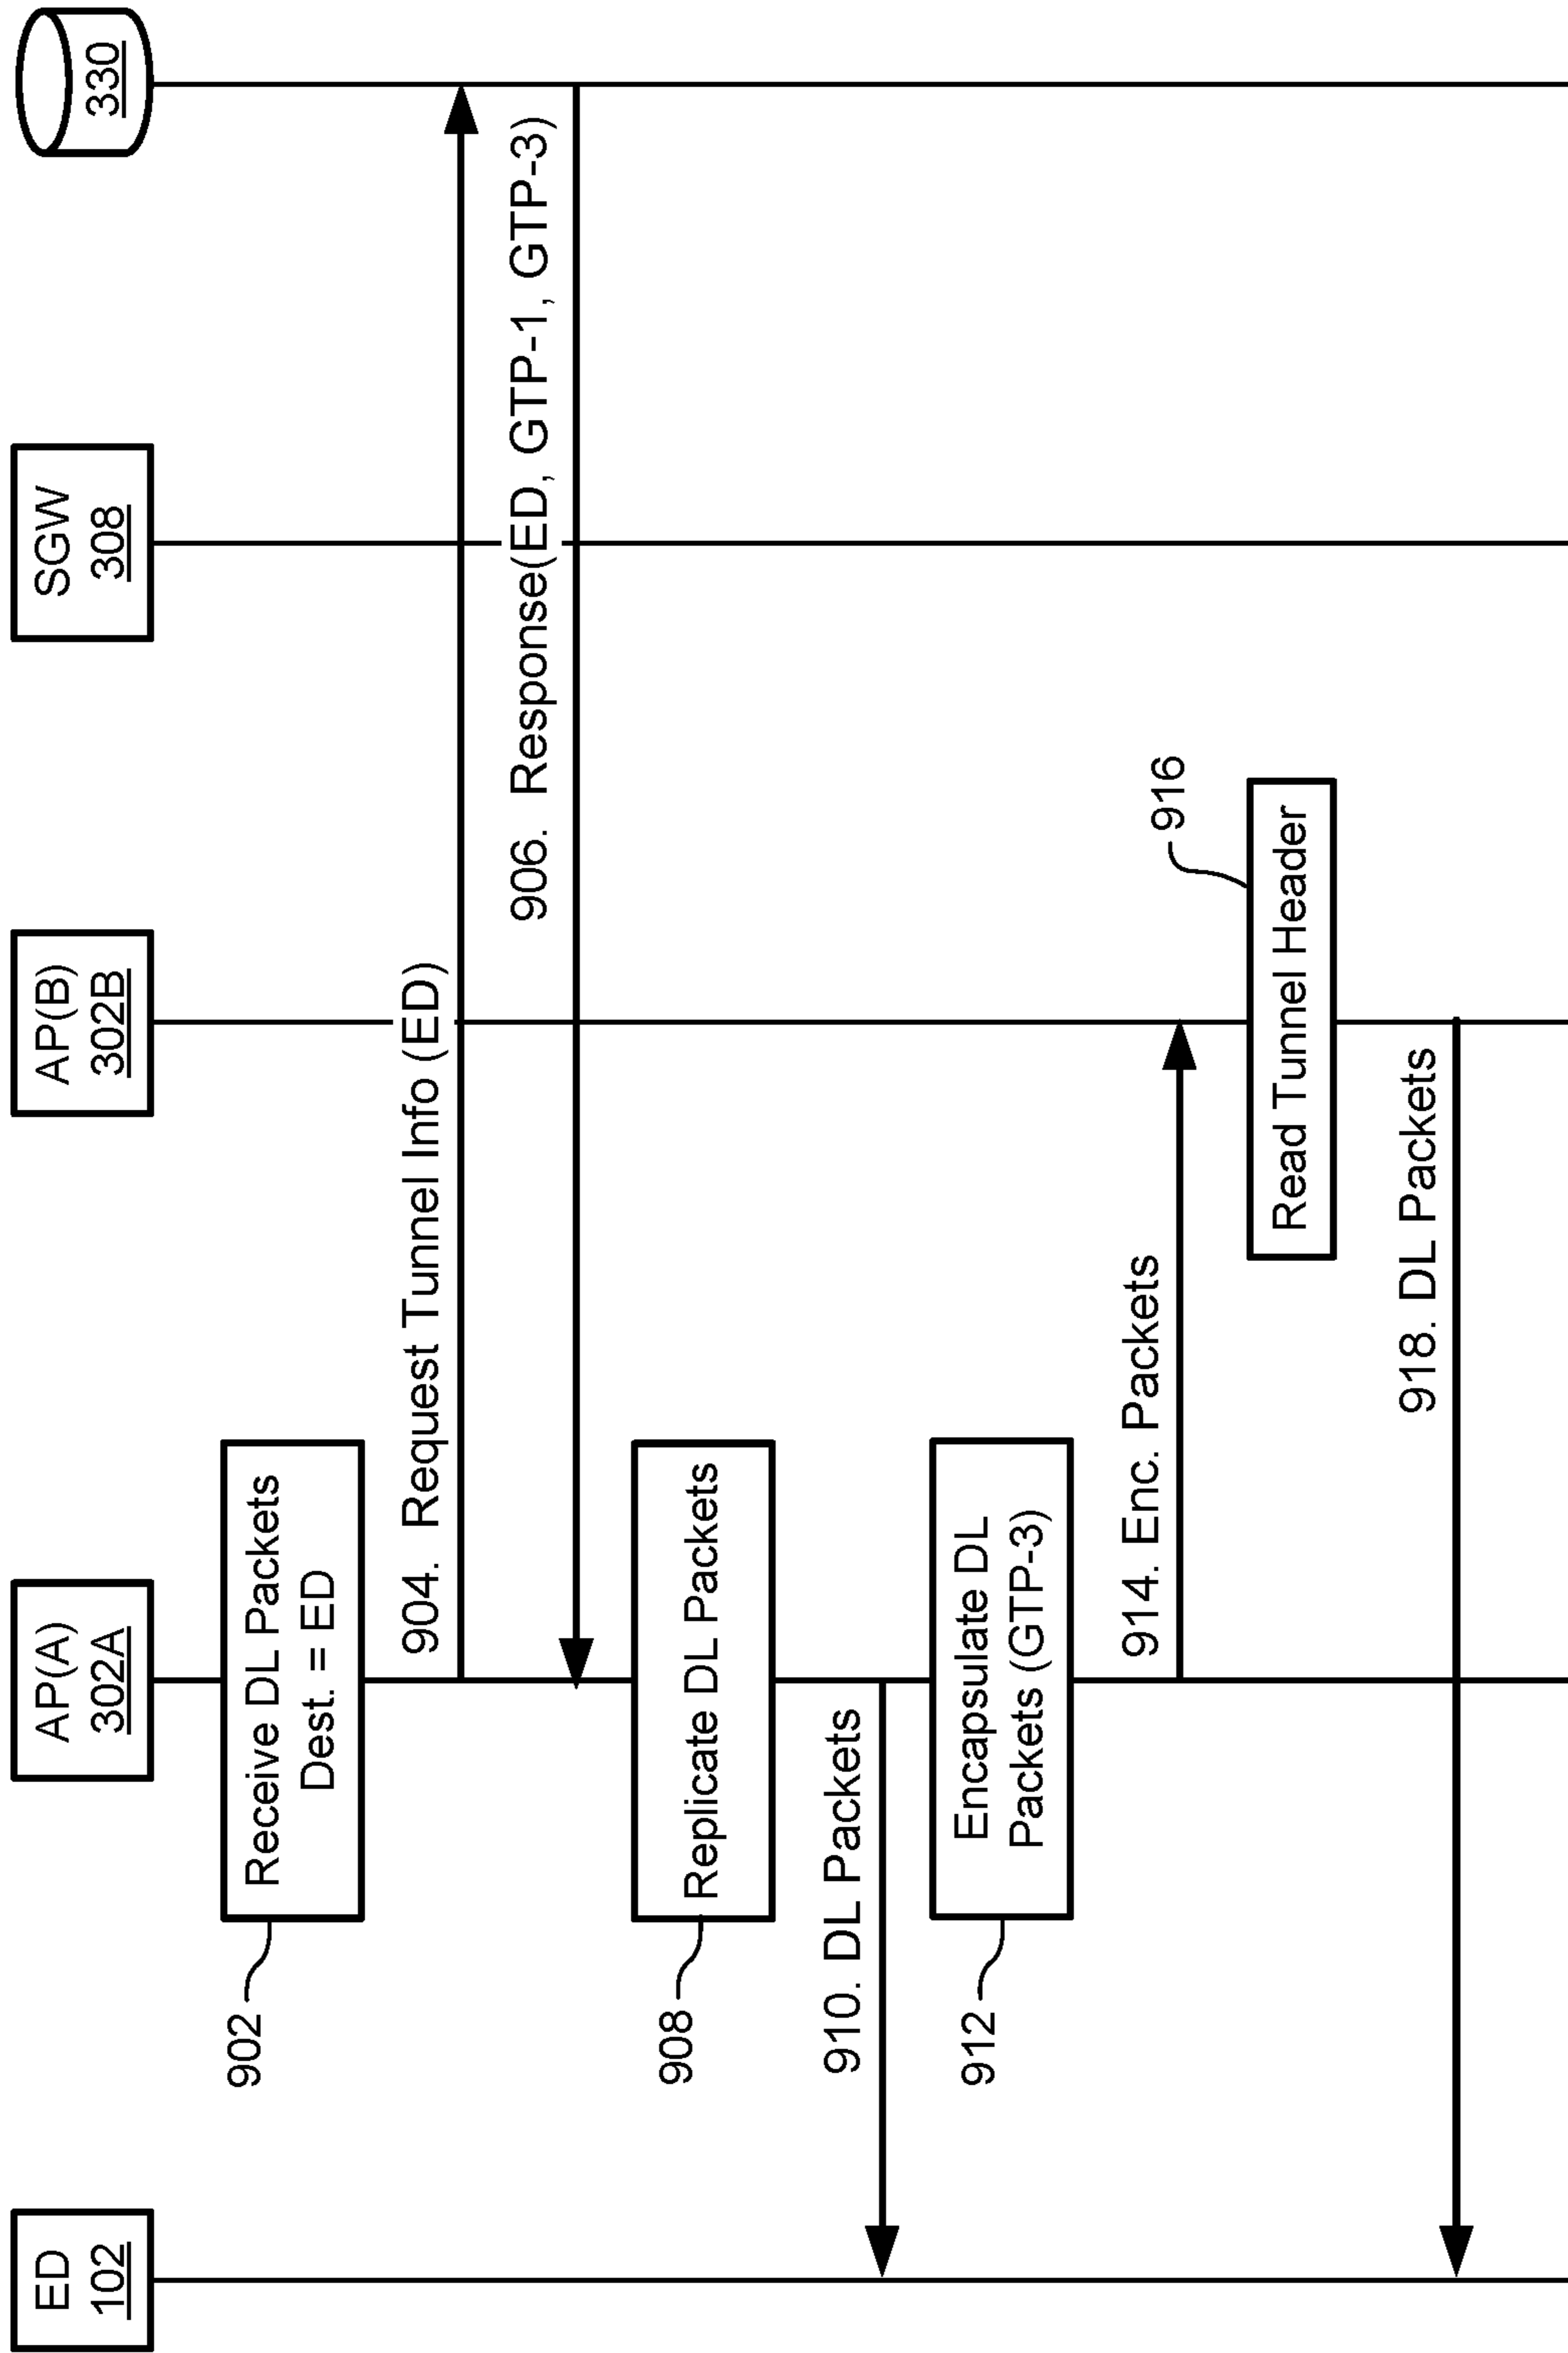 ED
102
AP(A)
302A
AP(B)
302B
SGW
308
330
902
Receive DL Packets
Dest. = ED
904. Request Tunnel Info (ED)
906. Response(ED, GTP-1, GTP-3)
908
Replicate DL Packets
910. DL Packets
912
Encapsulate DL
Packets (GTP-3)
914. Enc. Packets
916
Read Tunnel Header
918. DL Packets